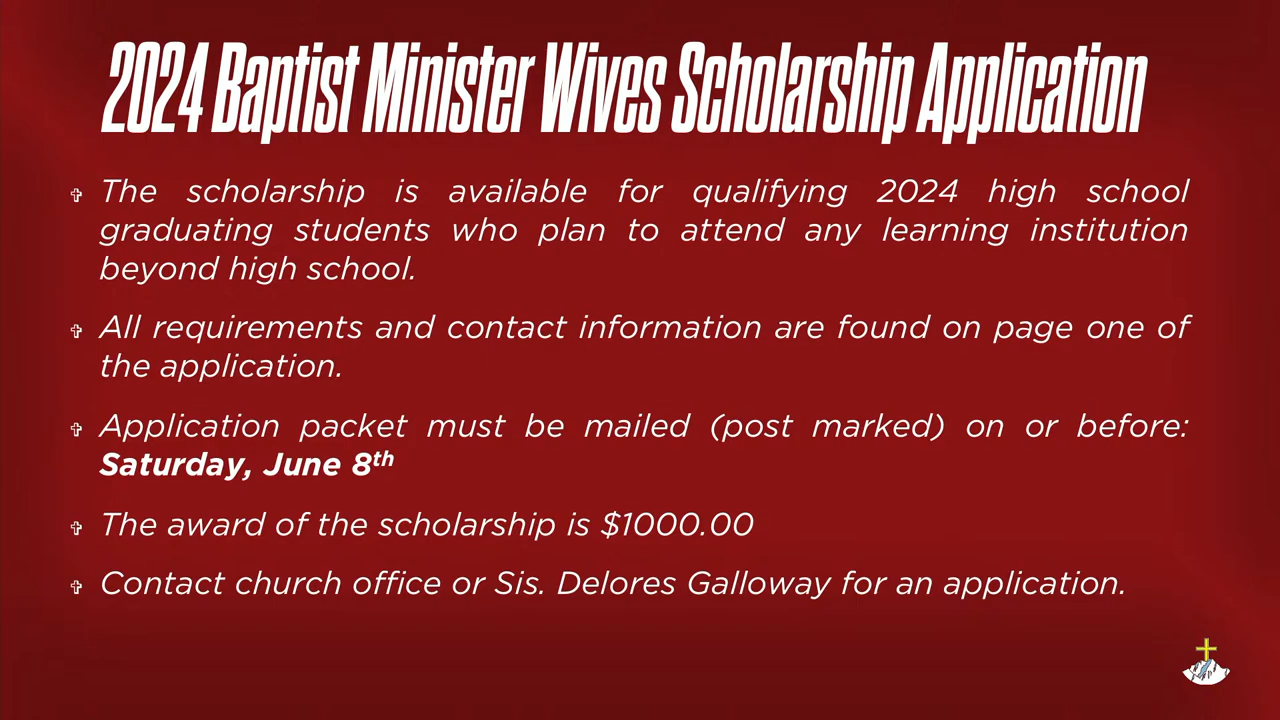 2024 Baptist Minister Wives Scholarship Application
✞ The scholarship is available for qualifying 2024 high school
graduating students who plan to attend any learning institution
beyond high school.
✞ All requirements and contact information are found on page one of
the application.
✞ Application packet must be mailed (post marked) on or before:
Saturday, June 8th
✞ The award of the scholarship is $1000.00
✞ Contact church office or Sis. Delores Galloway for an application.